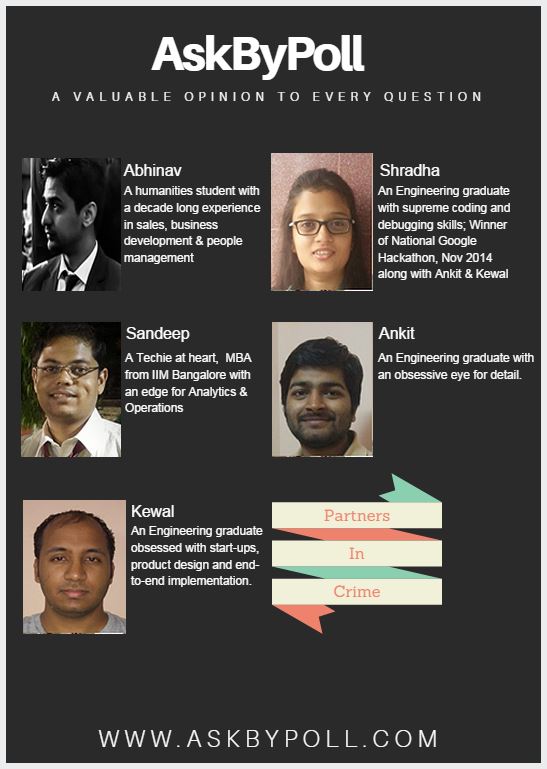 AskByPoll
A VALUABLE OPINION TO EVERY QUESTION
Abhinav
A humanities student with
a decade long experience
in sales, business
development & people
management
Shradha
An Engineering graduate
with supreme coding and
debugging skills; Winner
of National Google
Hackathon, Nov 2014
along with Ankit & Kewal
Sandeep
A Techie at heart, MBA
from IIM Bangalore with
an edge for Analytics &
Operations
Ankit
An Engineering graduate with
an obsessive eye for detail.
Kewal
An Engineering graduate
obsessed with start-ups,
product design and end-
to-end implementation.
Partners
In
Crime
WWW.ASKBYPOLL.COM